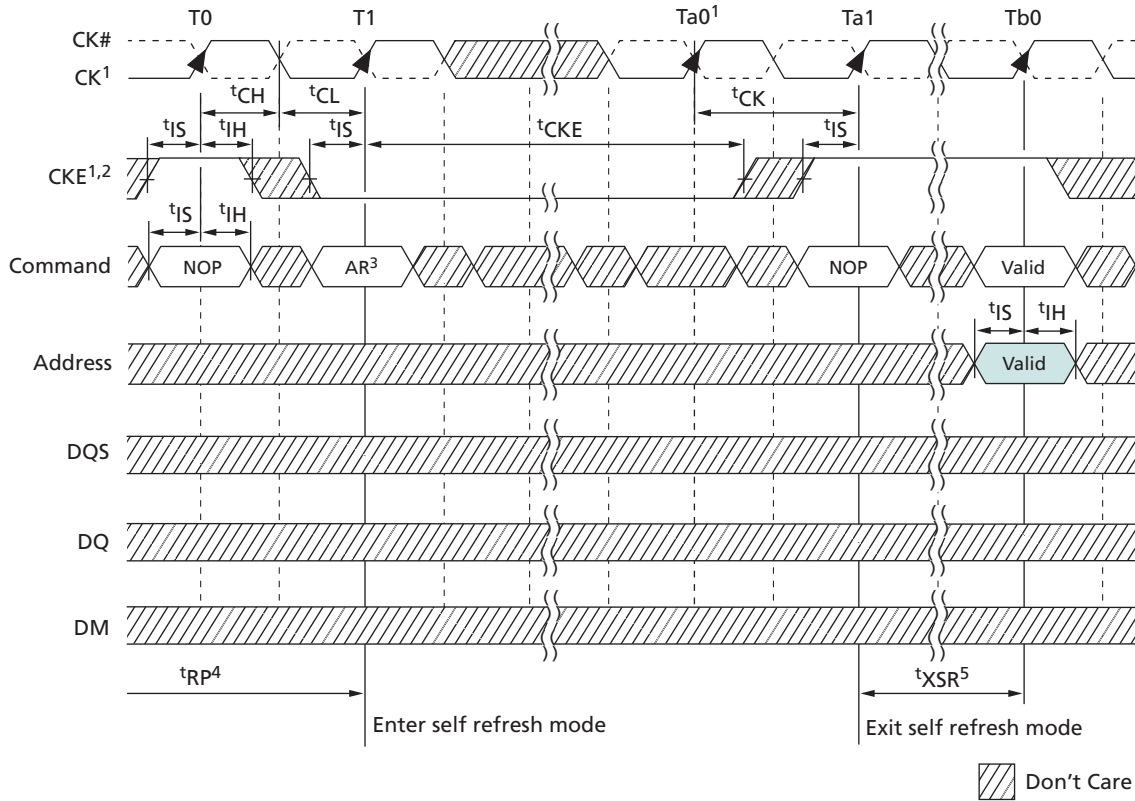 T0 T1 Ta0¹ Ta1 Tb0
CK#
CK¹
tCH tCL tCK
tIS tIH tIS tCKE tIS
CKE¹,²
tIS tIH
Command NOP AR³ NOP Valid
tIS tIH
Address Valid
DQS
DQ
DM
tRP⁴ tXSR⁵
Enter self refresh mode Exit self refresh mode
Don't Care